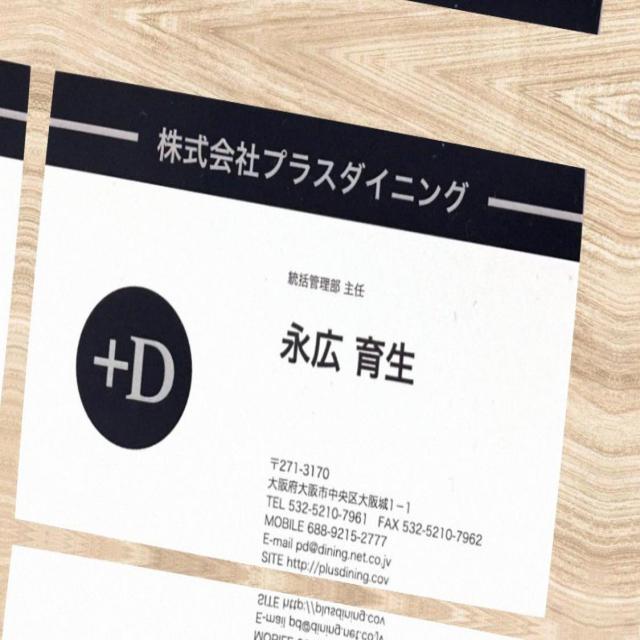 株式会社プラスダイニング
統括管理部 主任
+D
永広 育生
〒271-3170
大阪府大阪市中央区大阪城1-1
TEL 532-5210-7961 FAX 532-5210-7962
MOBILE 688-9215-2777
E-mail pd@dining.net.co.jv
SITE http://plusdining.cov
SITE http://plusdining.cov
E-mail pd@dining.net.co.jv